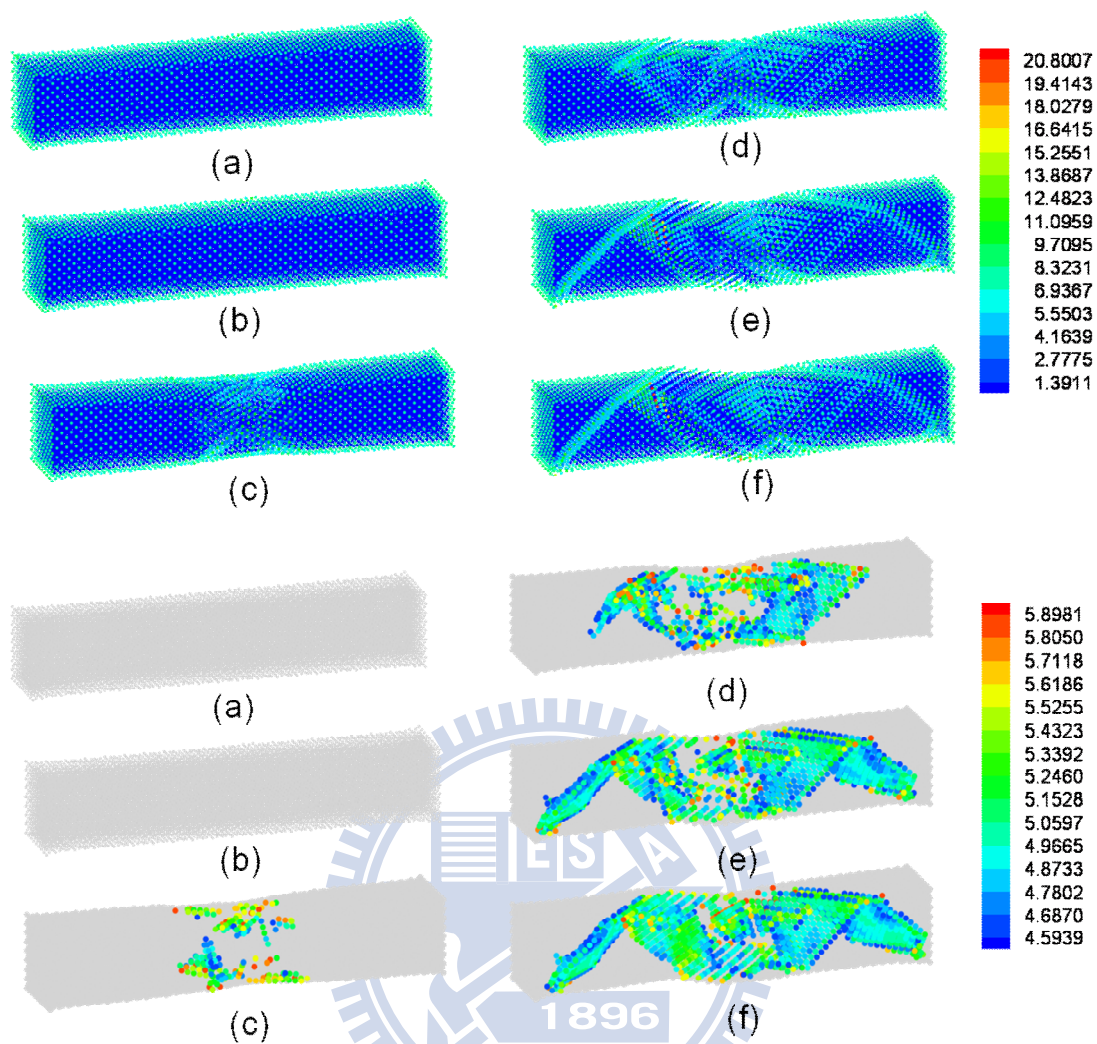 (a)
(b)
(c)
(d)
(e)
(f)
20.8007
19.4143
18.0279
16.6415
15.2551
13.8687
12.4823
11.0959
9.7095
8.3231
6.9367
5.5503
4.1639
2.7775
1.3911
(a)
(b)
(c)
(d)
(e)
(f)
5.8981
5.8050
5.7118
5.6186
5.5255
5.4323
5.3392
5.2460
5.1528
5.0597
4.9665
4.8733
4.7802
4.6870
4.5939
E S A
1896